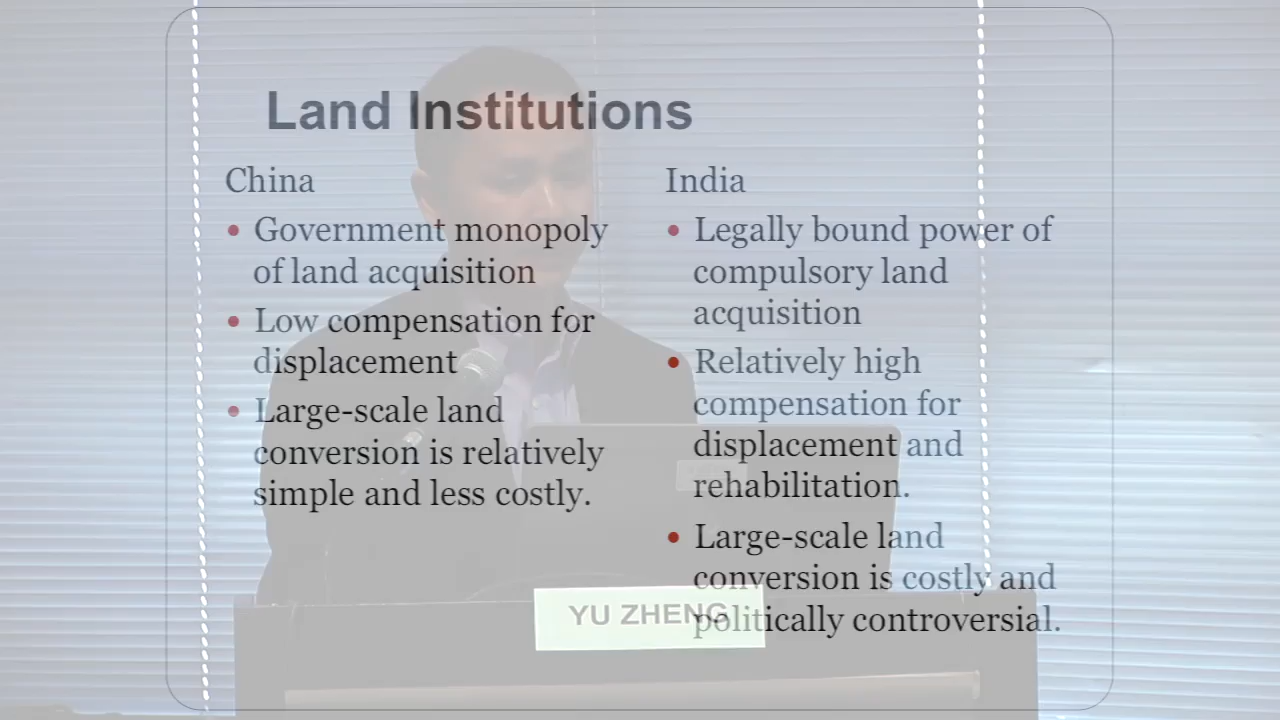 Land Institutions
China
• Government monopoly
of land acquisition
• Low compensation for
displacement
• Large-scale land
conversion is relatively
simple and less costly.
India
• Legally bound power of
compulsory land
acquisition
• Relatively high
compensation for
displacement and
rehabilitation.
• Large-scale land
conversion is costly and
politically controversial.
YU ZHENG